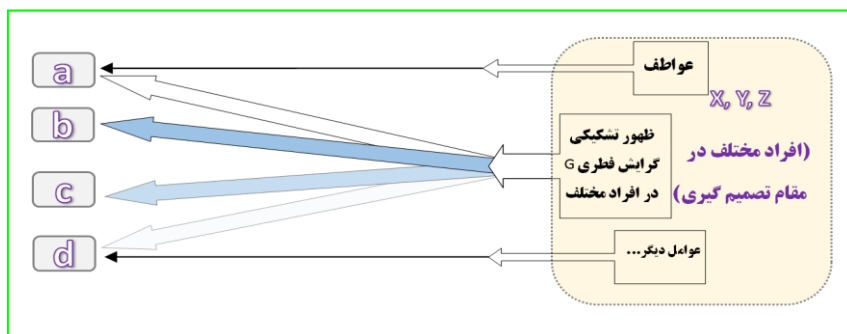 عواطف
X, Y, Z
(افراد مختلف در
مقام تصمیم گیری)
ظهور تشکیکی
گرایش فطری G
در افراد مختلف
عوامل دیگر...
a
b
c
d